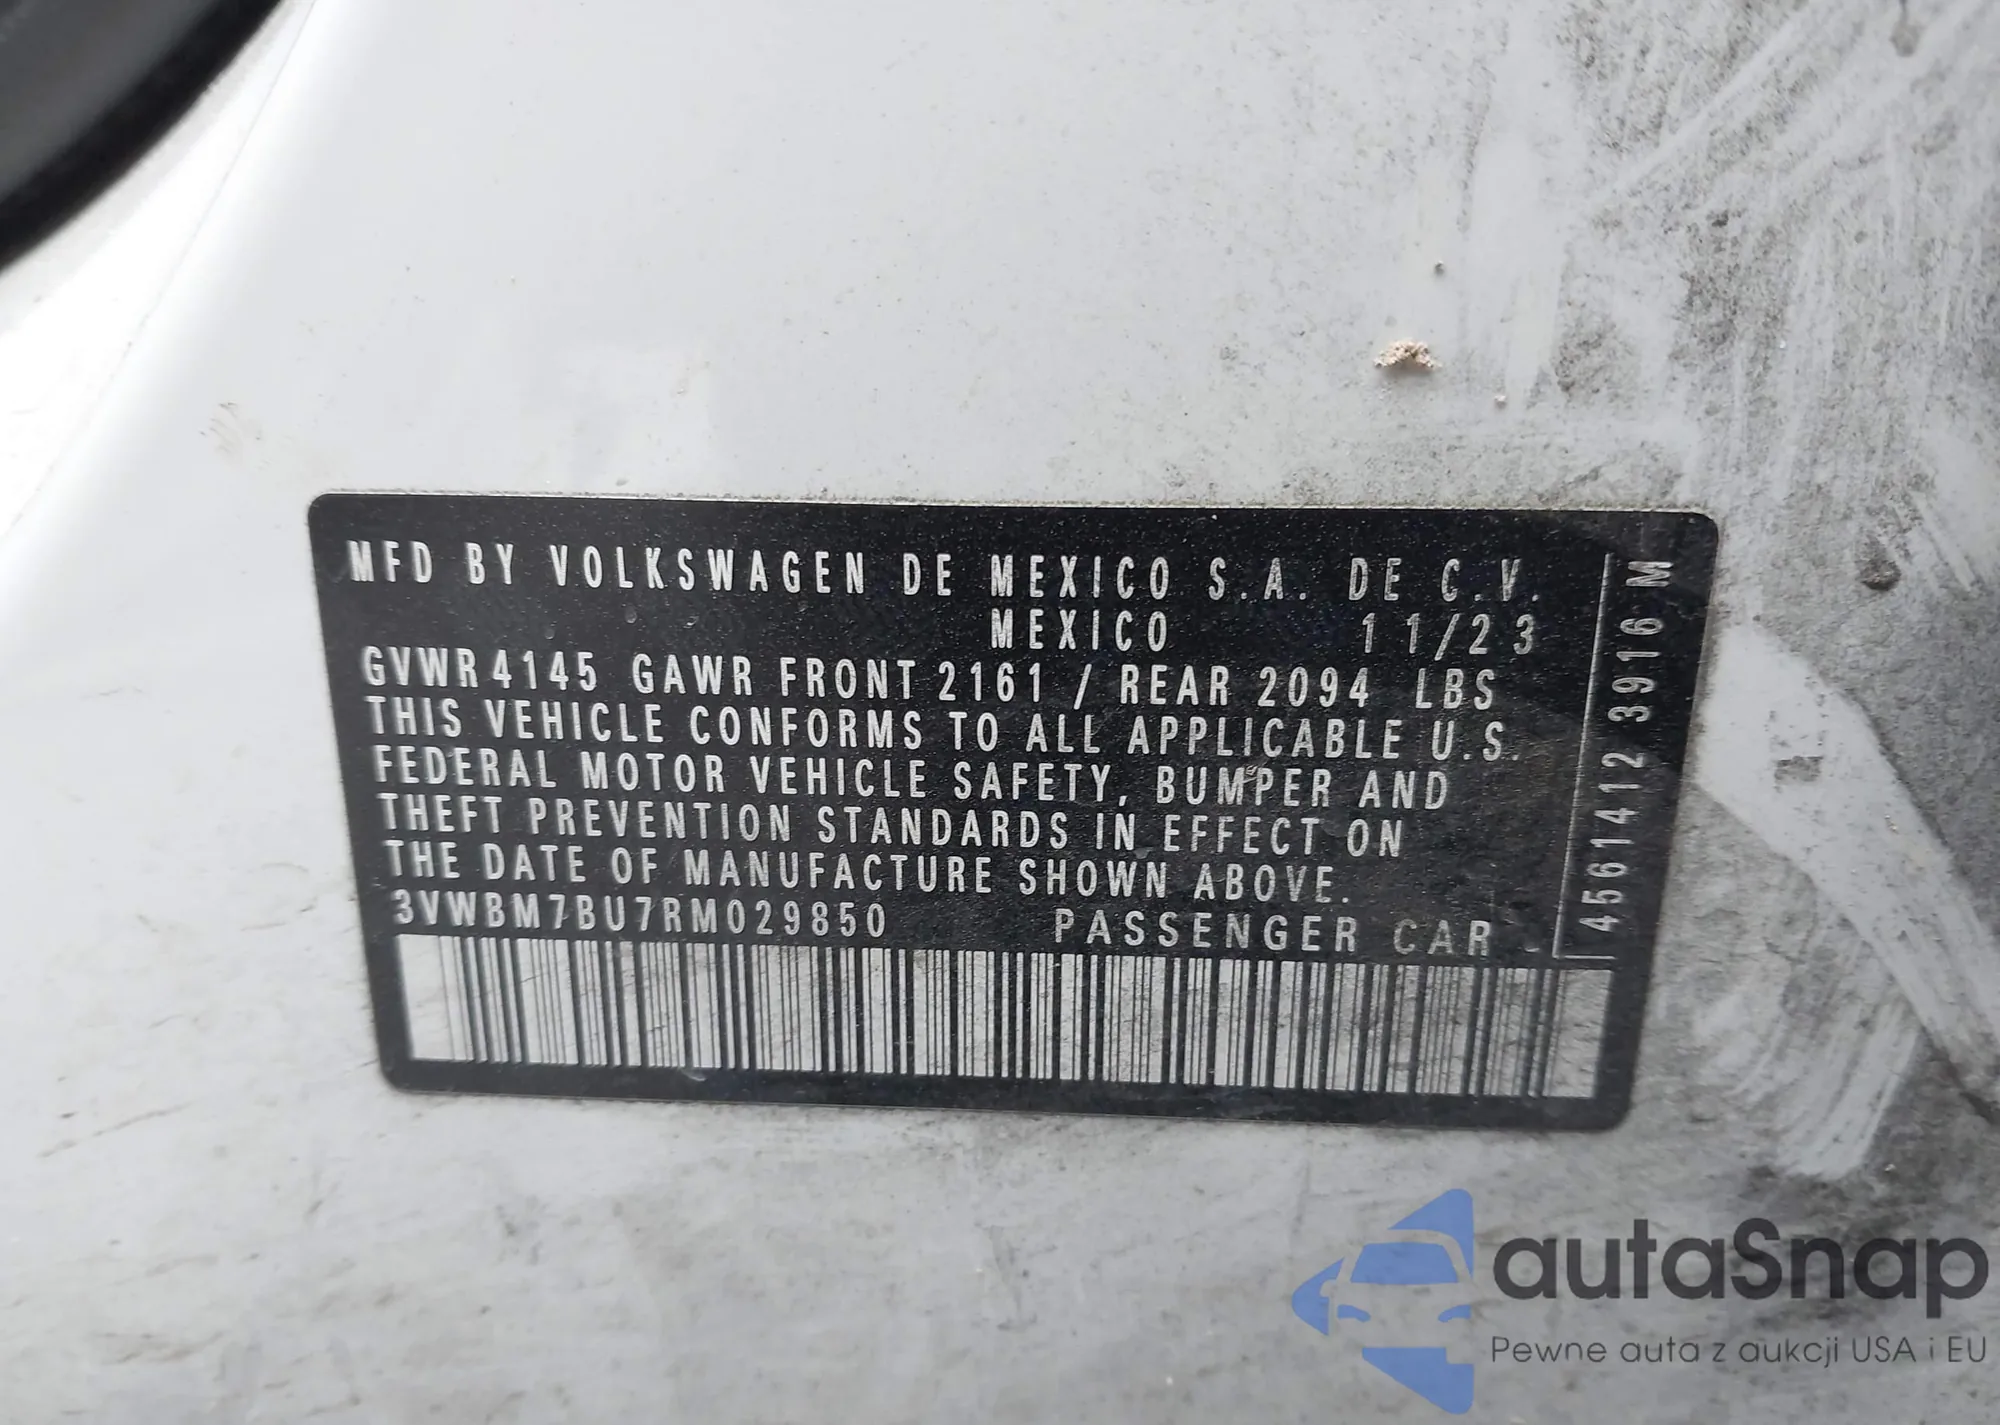 MFD BY VOLKSWAGEN DE MEXICO S.A. DE C.V.
MEXICO 11/23
GVWR 4145 GAWR FRONT 2161 / REAR 2094 LBS
THIS VEHICLE CONFORMS TO ALL APPLICABLE U.S.
FEDERAL MOTOR VEHICLE SAFETY, BUMPER AND
THEFT PREVENTION STANDARDS IN EFFECT ON
THE DATE OF MANUFACTURE SHOWN ABOVE.
3VWBM7BU7RM029850 PASSENGER CAR
4561412 3916 M
autaSnap
Pewne auta z aukcji USA i EU